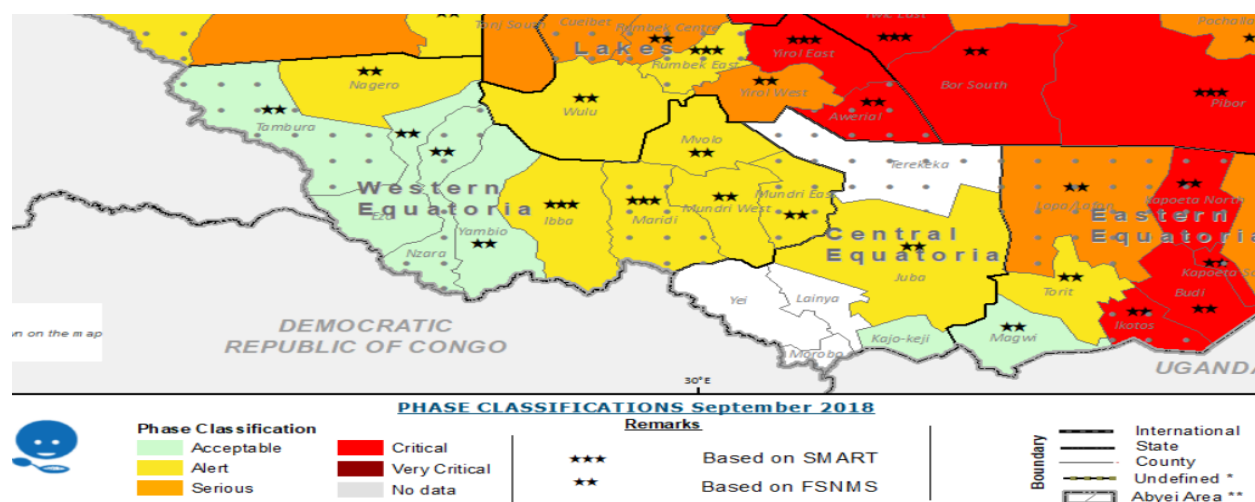 Tonj South
Cueibet
Rumbek Centre
Twic East
Pochalla
Lakes
Yirol East
Rumbek East
Nagero
Yirol West
Bor South
Pibor
Wulu
Awerial
Tambura
Mvolo
Terekeka
Western
Equatoria
Ezo
Ibba
Maridi
Mundri West
Mundri East
Lopa/Lafon
Kapoeta North
Eastern
Equatoria
Yambio
Nzara
Central
Equatoria
Juba
Kapoeta S
Budi
Yei
Lainya
Torit
Ikotos
wn on the map
DEMOCRATIC
REPUBLIC OF CONGO
Morobo
Kajo-keji
Magwi
UGANDA
30°E
PHASE CLASSIFICATIONS September 2018
Remarks
Phase Classification
Acceptable
Alert
Serious
Critical
Very Critical
No data
★★★ Based on SMART
★★ Based on FSNMS
Boundary
International
State
County
Undefined *
Abyei Area **